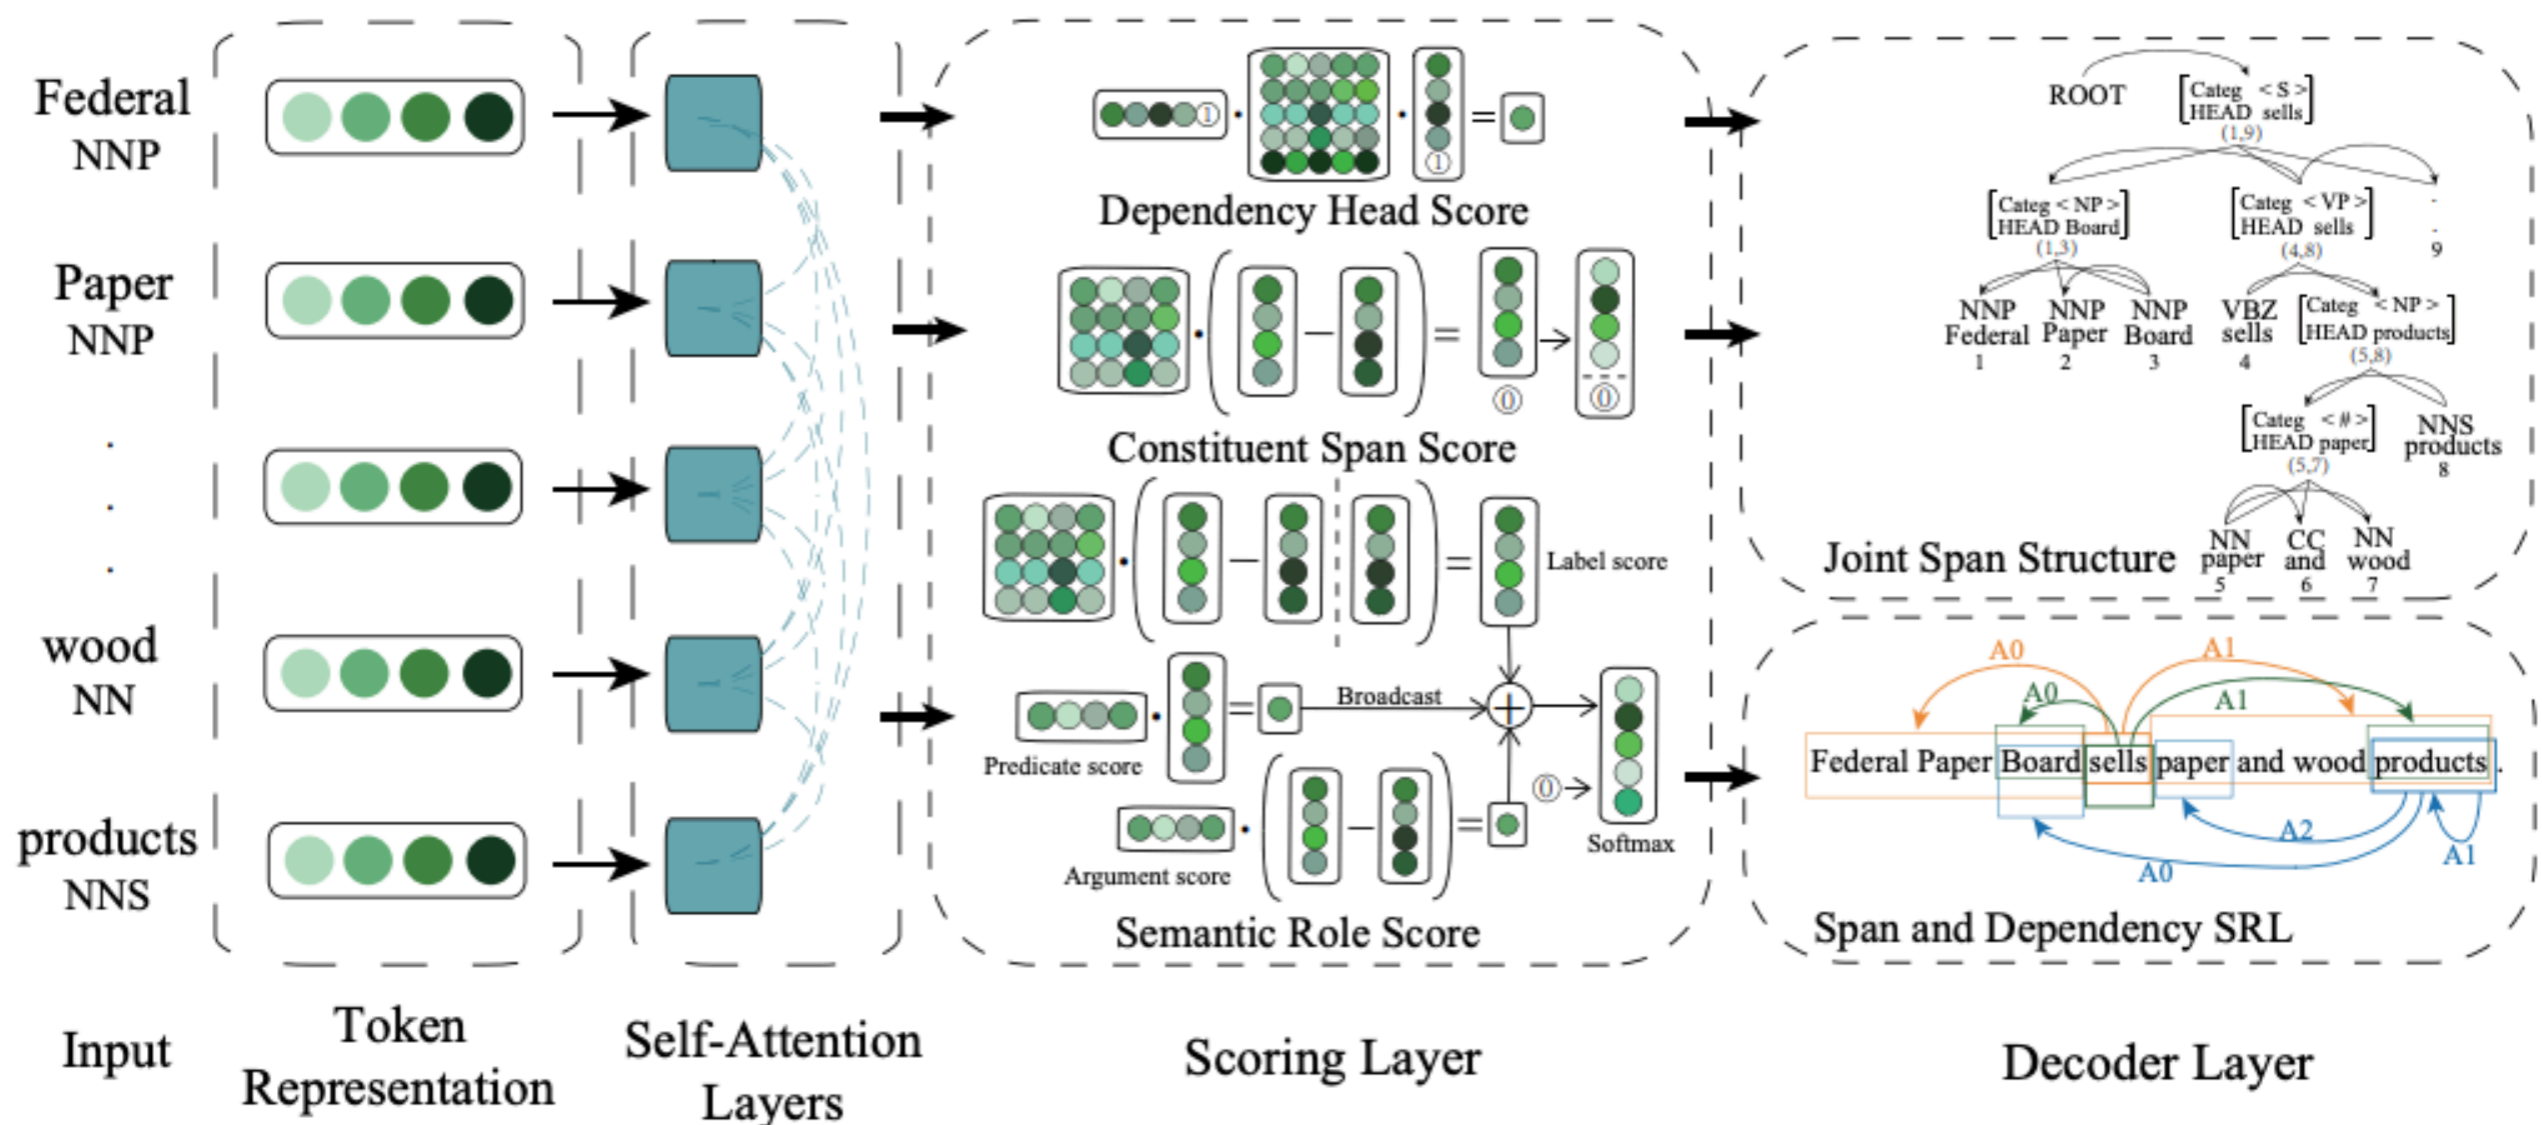 Federal
NNP
Paper
NNP
.
.
.
wood
NN
products
NNS
Input
Token
Representation
Self-Attention
Layers
1
·
·
1
=
Dependency Head Score
·
( − ) = →
0
0
Constituent Span Score
·
( − ) =
Label score
·
=
Broadcast
+
Predicate score
·
( − ) =
0 →
Softmax
Argument score
Semantic Role Score
Scoring Layer
ROOT
[Categ < S >
HEAD sells]
(1,9)
[Categ < NP >
HEAD Board]
(1,3)
[Categ < VP >
HEAD sells]
(4,8)
.
.
9
NNP
Federal
1
NNP
Paper
2
NNP
Board
3
VBZ
sells
4
[Categ < NP >
HEAD products]
(5,8)
[Categ < # >
HEAD paper]
(5,7)
NNS
products
8
NN
paper
5
CC
and
6
NN
wood
7
Joint Span Structure
A0
A1
A0
A1
Federal Paper Board sells paper and wood products .
A2
A1
A0
Span and Dependency SRL
Decoder Layer